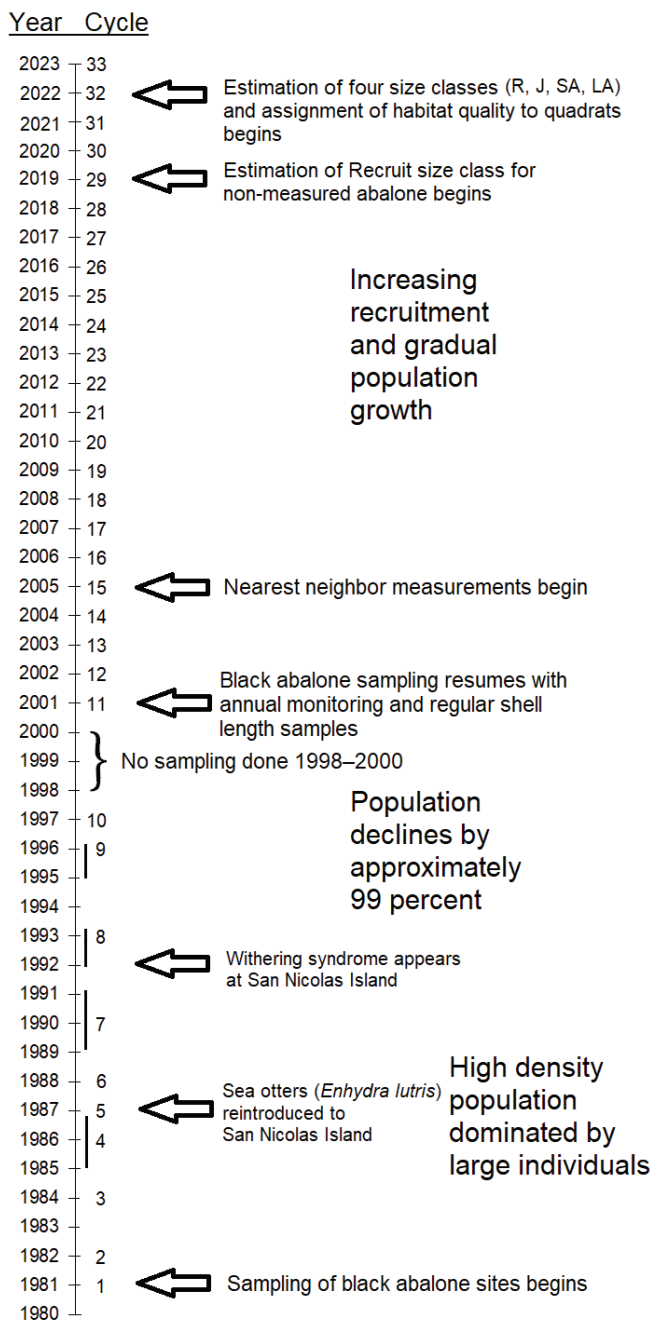 Year Cycle
2023 33
2022 32
Estimation of four size classes (R, J, SA, LA)
and assignment of habitat quality to quadrats
begins
2021 31
2020 30
2019 29
Estimation of Recruit size class for
non-measured abalone begins
2018 28
2017 27
2016 26
2015 25
2014 24
2013 23
2012 22
2011 21
Increasing
recruitment
and gradual
population
growth
2010 20
2009 19
2008 18
2007 17
2006 16
2005 15
Nearest neighbor measurements begin
2004 14
2003 13
2002 12
2001 11
Black abalone sampling resumes with
annual monitoring and regular shell
length samples
2000
1999
1998
} No sampling done 1998–2000
1997 10
1996 9
1995
1994
Population
declines by
approximately
99 percent
1993 8
1992
Withering syndrome appears
at San Nicolas Island
1991
1990 7
1989
1988 6
1987 5
Sea otters (Enhydra lutris)
reintroduced to
San Nicolas Island
1986 4
1985
High density
population
dominated by
large individuals
1984 3
1983
1982 2
1981 1
Sampling of black abalone sites begins
1980